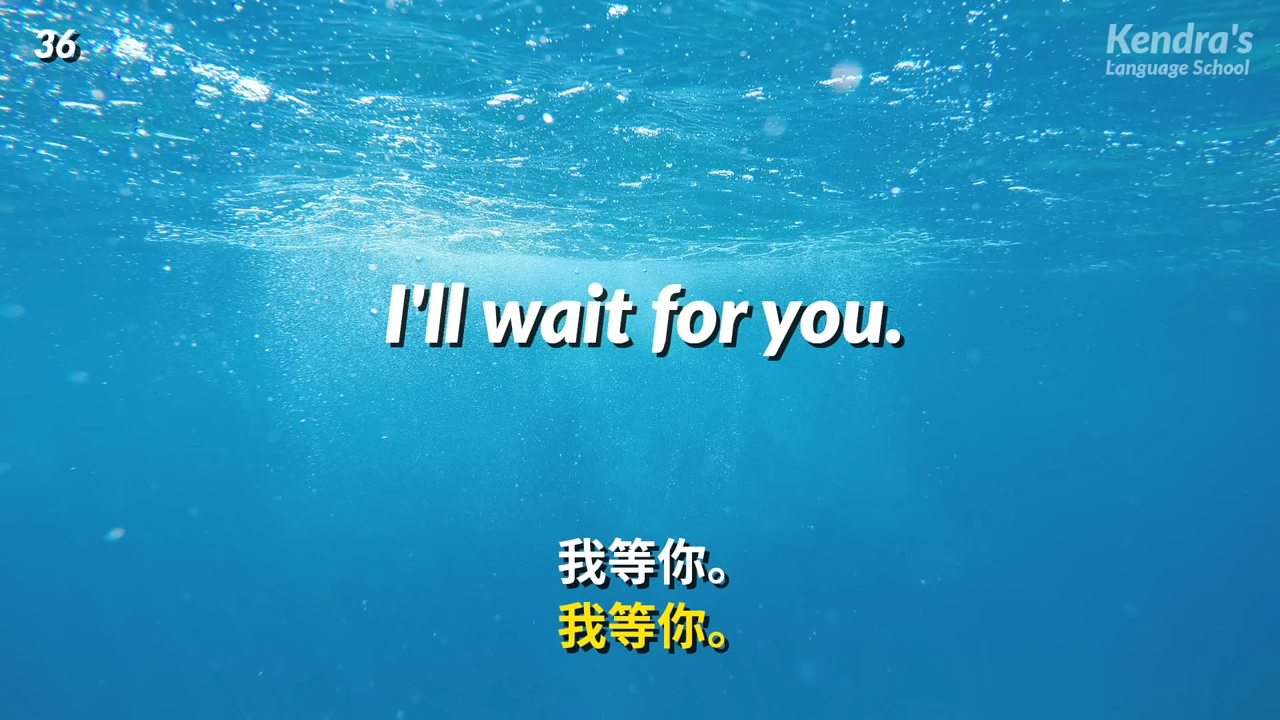 36
Kendra's
Language School
I'll wait for you.
我等你。
我等你。